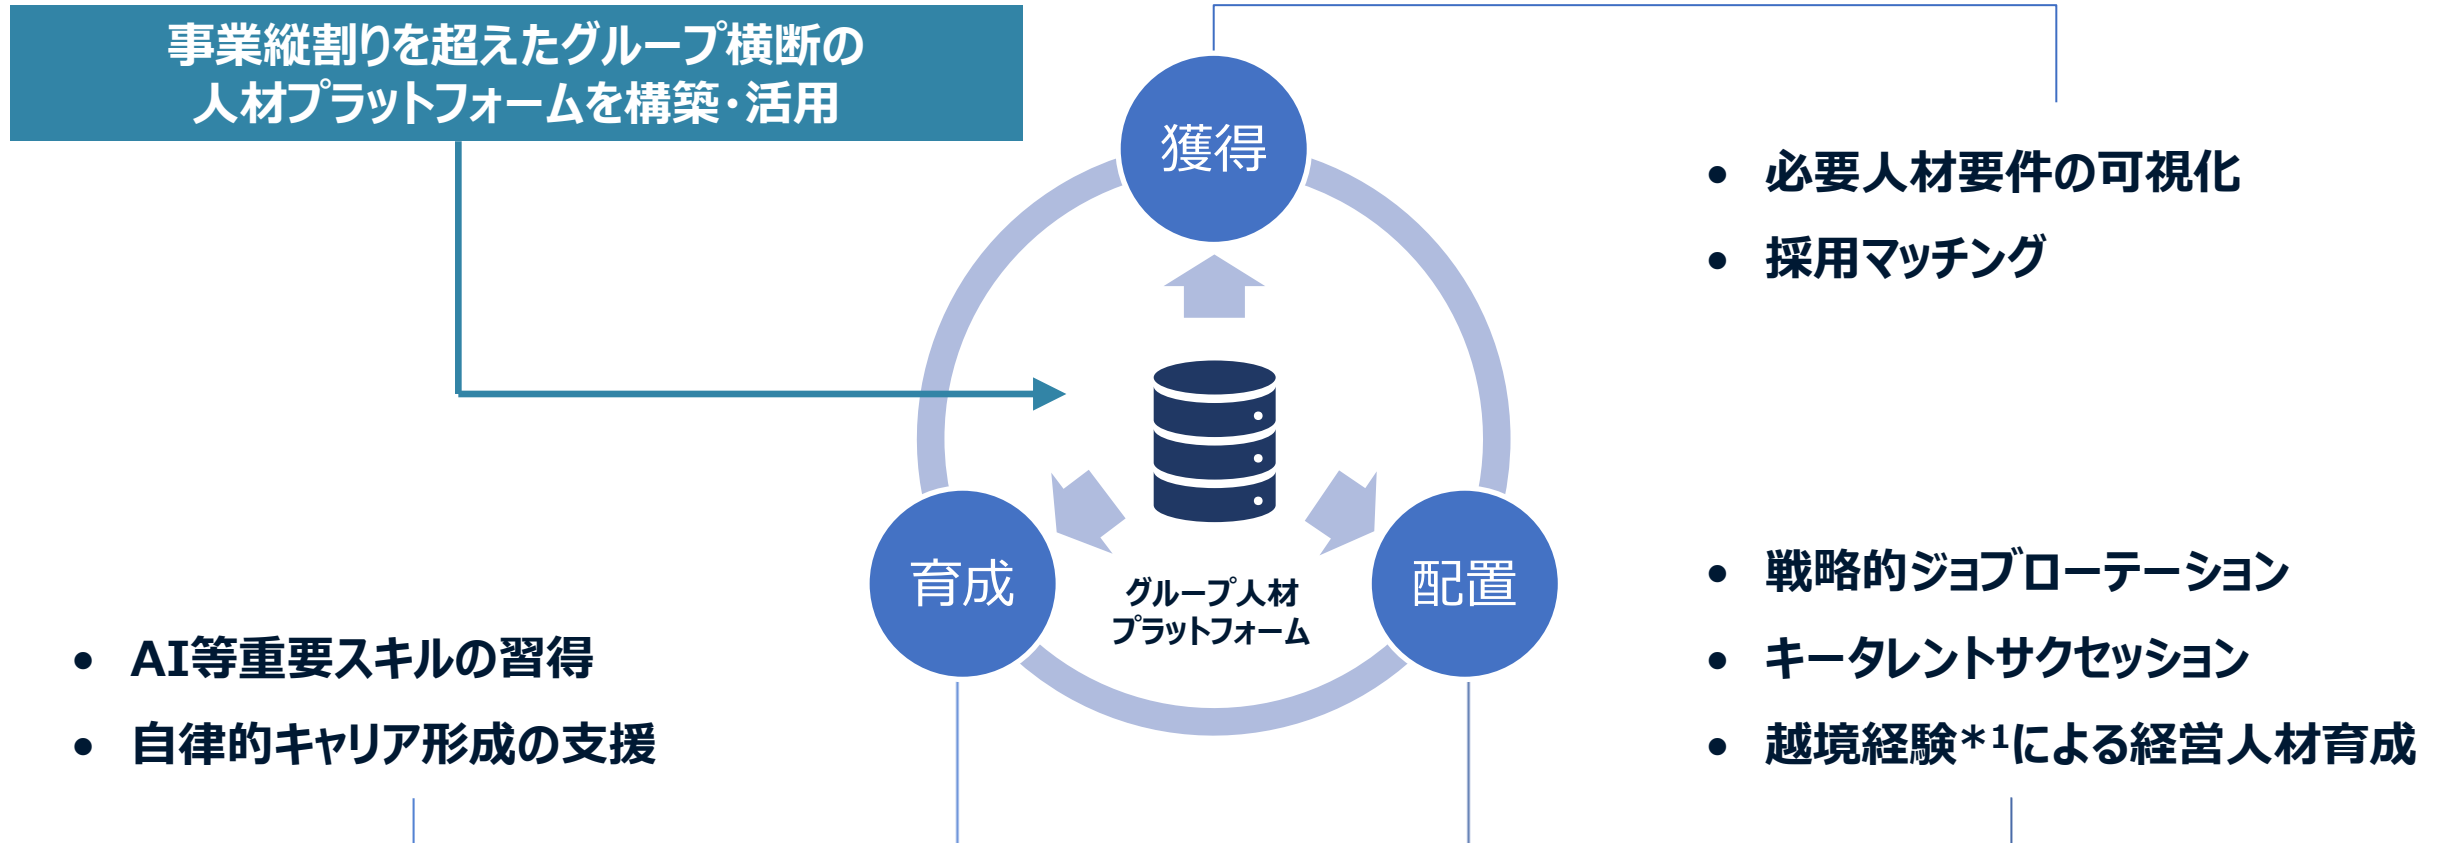 事業縦割りを超えたグループ横断の
人材プラットフォームを構築・活用
獲得
• 必要人材要件の可視化
• 採用マッチング
育成
配置
グループ人材
プラットフォーム
• AI等重要スキルの習得
• 自律的キャリア形成の支援
• 戦略的ジョブローテーション
• キータレントサクセッション
• 越境経験*1による経営人材育成